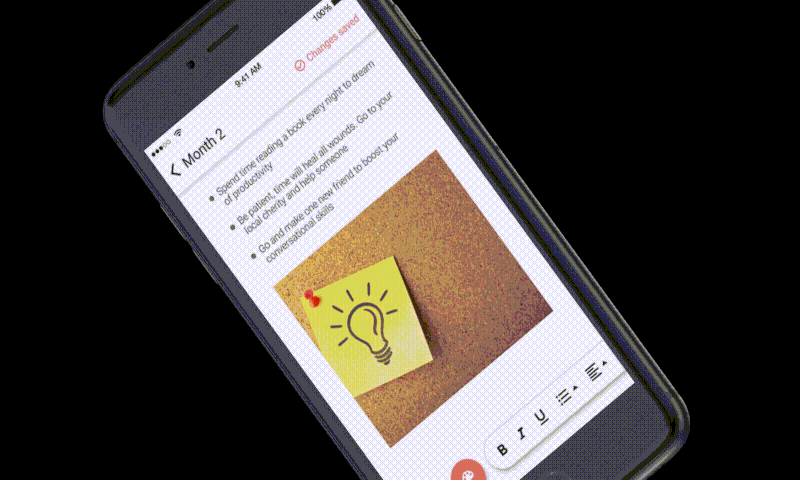 100%
9:41 AM
Changes saved
Month 2
Spend time reading a book every night to dream
of productivity
Be patient, time will heal all wounds. Go to your
local cherity and help someone
Go and make one new friend to boost your
conversational skills
B I U